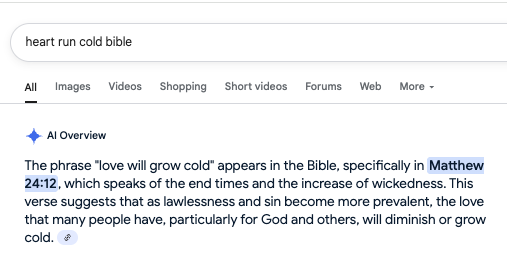 heart run cold bible
All Images Videos Shopping Short videos Forums Web More
AI Overview
The phrase "love will grow cold" appears in the Bible, specifically in Matthew
24:12, which speaks of the end times and the increase of wickedness. This
verse suggests that as lawlessness and sin become more prevalent, the love
that many people have, particularly for God and others, will diminish or grow
cold.